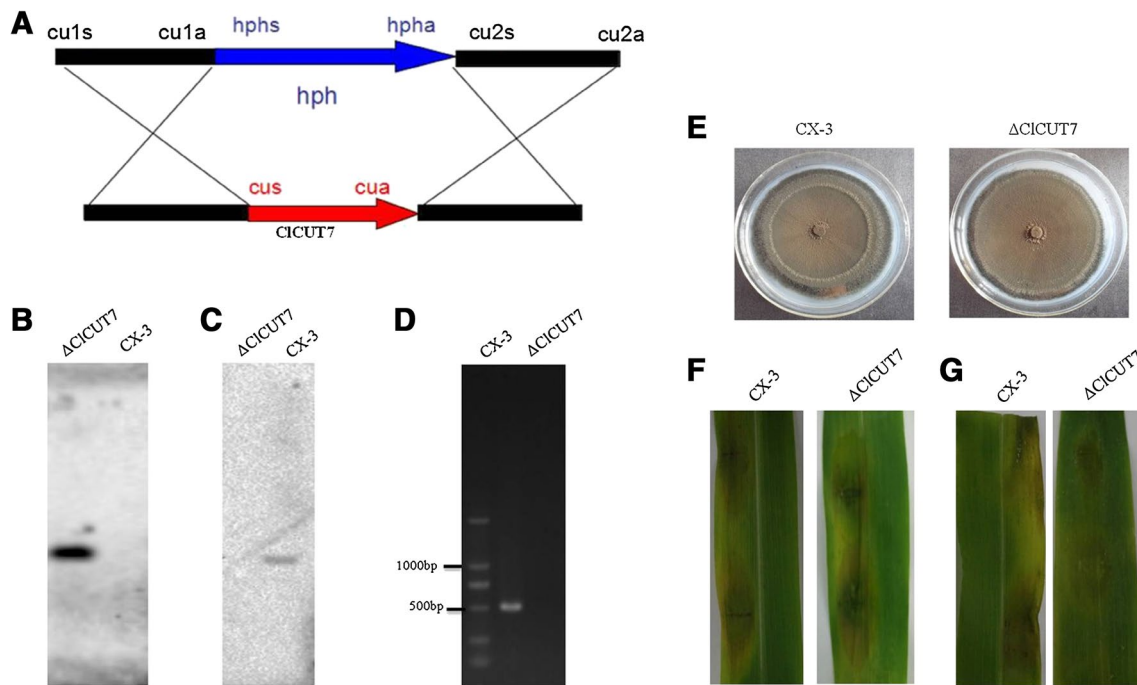 A
cu1s cu1a hphs hpha cu2s cu2a
hph
cus cua
ClCUT7
B ΔClCUT7 CX-3
C ΔClCUT7 CX-3
D CX-3 ΔClCUT7
1000bp
500bp
E CX-3 ΔClCUT7
F CX-3 ΔClCUT7
G CX-3 ΔClCUT7